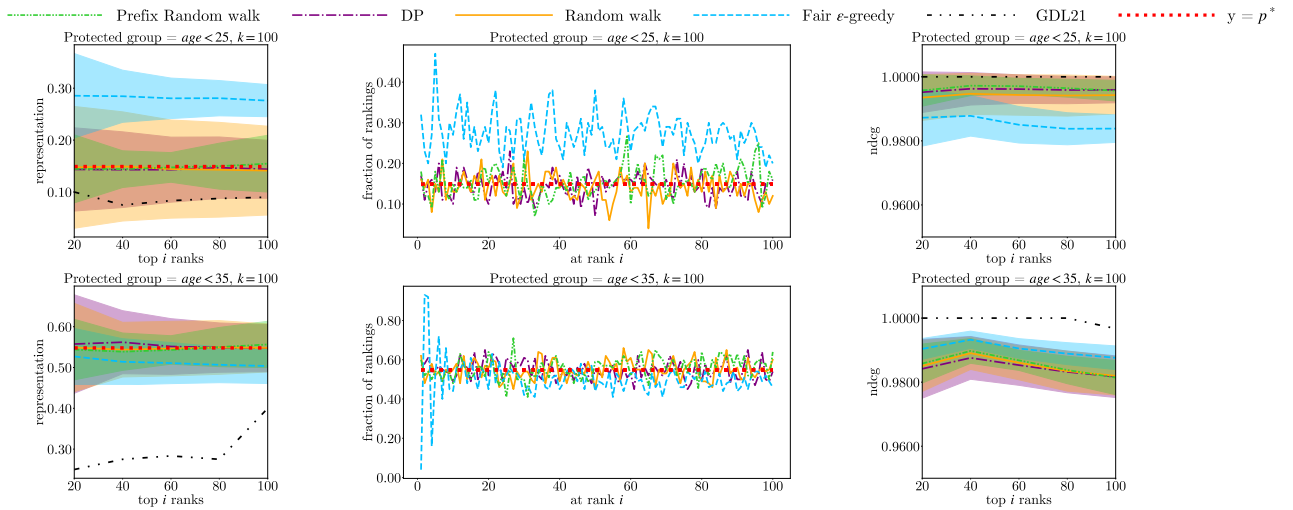 Prefix Random walk DP Random walk Fair ε-greedy GDL21 y = p*
Protected group = age<25, k=100
representation
0.30
0.20
0.10
20 40 60 80 100
top i ranks
Protected group = age<25, k=100
fraction of rankings
0.40
0.30
0.20
0.10
0 20 40 60 80 100
at rank i
Protected group = age<25, k=100
ndcg
1.0000
0.9800
0.9600
20 40 60 80 100
top i ranks
Protected group = age<35, k=100
representation
0.60
0.50
0.40
0.30
20 40 60 80 100
top i ranks
Protected group = age<35, k=100
fraction of rankings
0.80
0.60
0.40
0.20
0.00
0 20 40 60 80 100
at rank i
Protected group = age<35, k=100
ndcg
1.0000
0.9800
0.9600
20 40 60 80 100
top i ranks